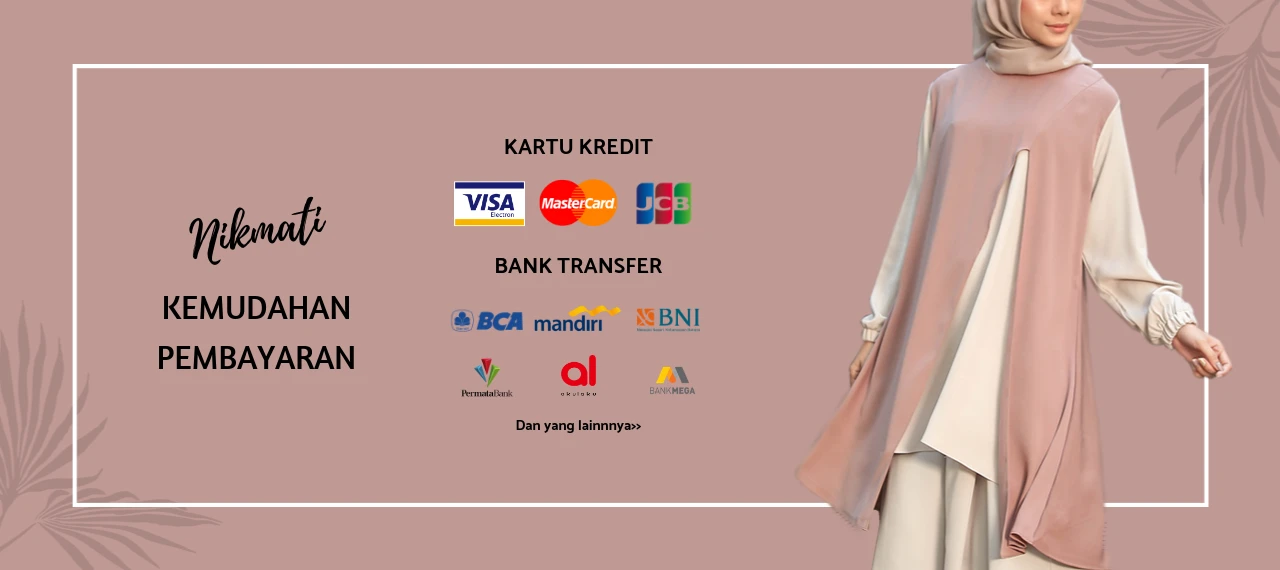 Nikmati
KEMUDAHAN
PEMBAYARAN
KARTU KREDIT
VISA
Electron
MasterCard
JCB
BANK TRANSFER
BCA
mandiri
BNI
PermataBank
al
akulaku
BANKMEGA
Dan yang lainnnya>>